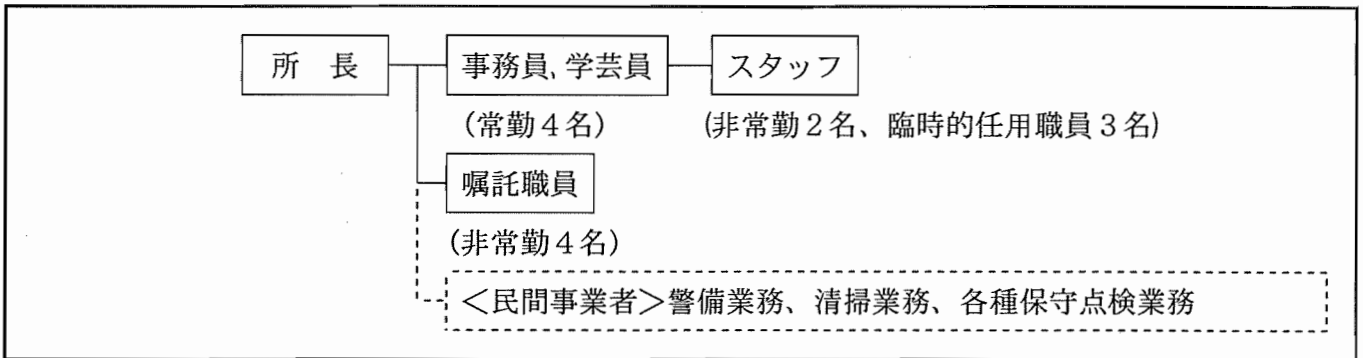 所　長
事務員、学芸員
スタッフ
(常勤4名)
(非常勤2名、臨時的任用職員3名)
嘱託職員
(非常勤4名)
＜民間事業者＞警備業務、清掃業務、各種保守点検業務